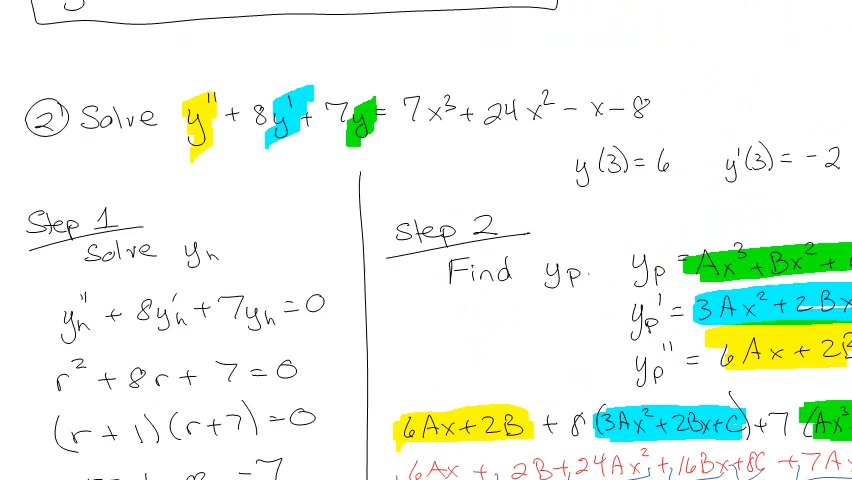 2 Solve y" + 8y' + 7y = 7x³ + 24x² - x - 8
y(3) = 6 y'(3) = -2
Step 1
Solve yₕ
yₕ" + 8yₕ' + 7yₕ = 0
r² + 8r + 7 = 0
(r + 1)(r + 7) = 0
-7
Step 2
Find yₚ.
yₚ = Ax³ + Bx² +
yₚ' = 3Ax² + 2Bx
yₚ" = 6Ax + 2B
6Ax + 2B + 8(3Ax² + 2Bx + C) + 7(Ax³
6Ax + 2B + 24Ax² + 16Bx + 8C + 7Ax